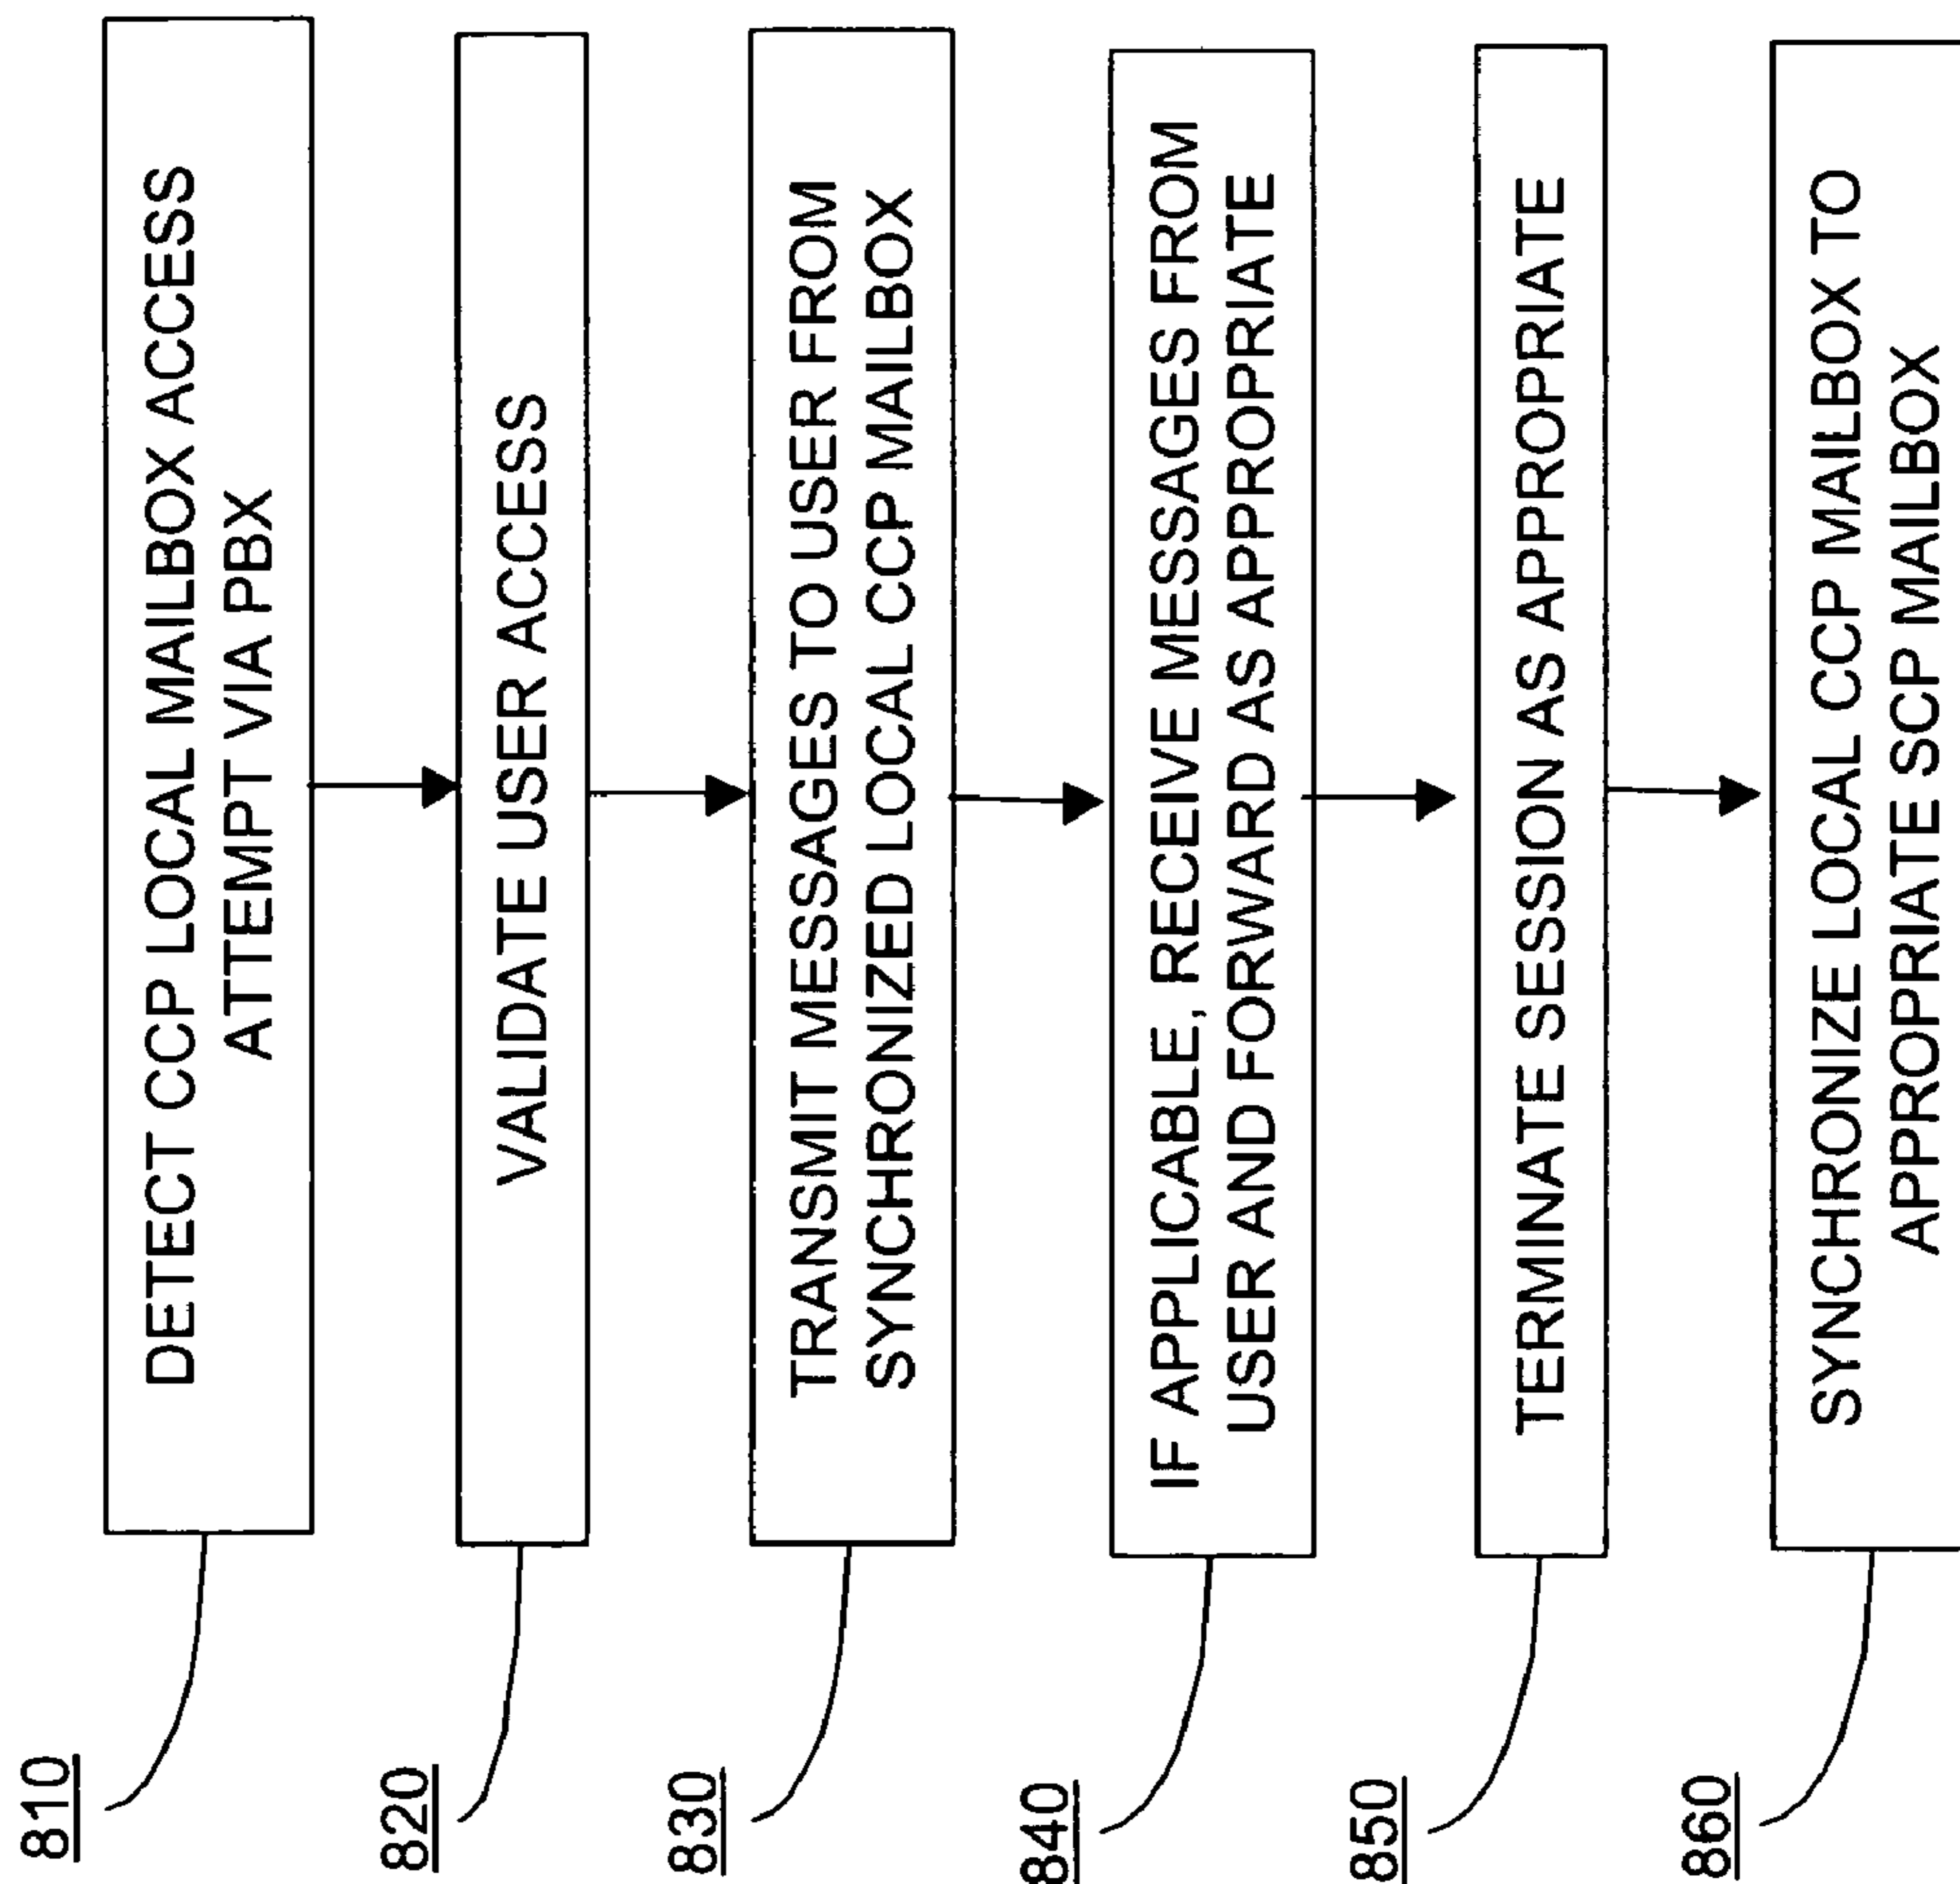 810
DETECT CCP LOCAL MAILBOX ACCESS
ATTEMPT VIA PBX
820
VALIDATE USER ACCESS
830
TRANSMIT MESSAGES TO USER FROM
SYNCHRONIZED LOCAL CCP MAILBOX
840
IF APPLICABLE, RECEIVE MESSAGES FROM
USER AND FORWARD AS APPROPRIATE
850
TERMINATE SESSION AS APPROPRIATE
860
SYNCHRONIZE LOCAL CCP MAILBOX TO
APPROPRIATE SCP MAILBOX